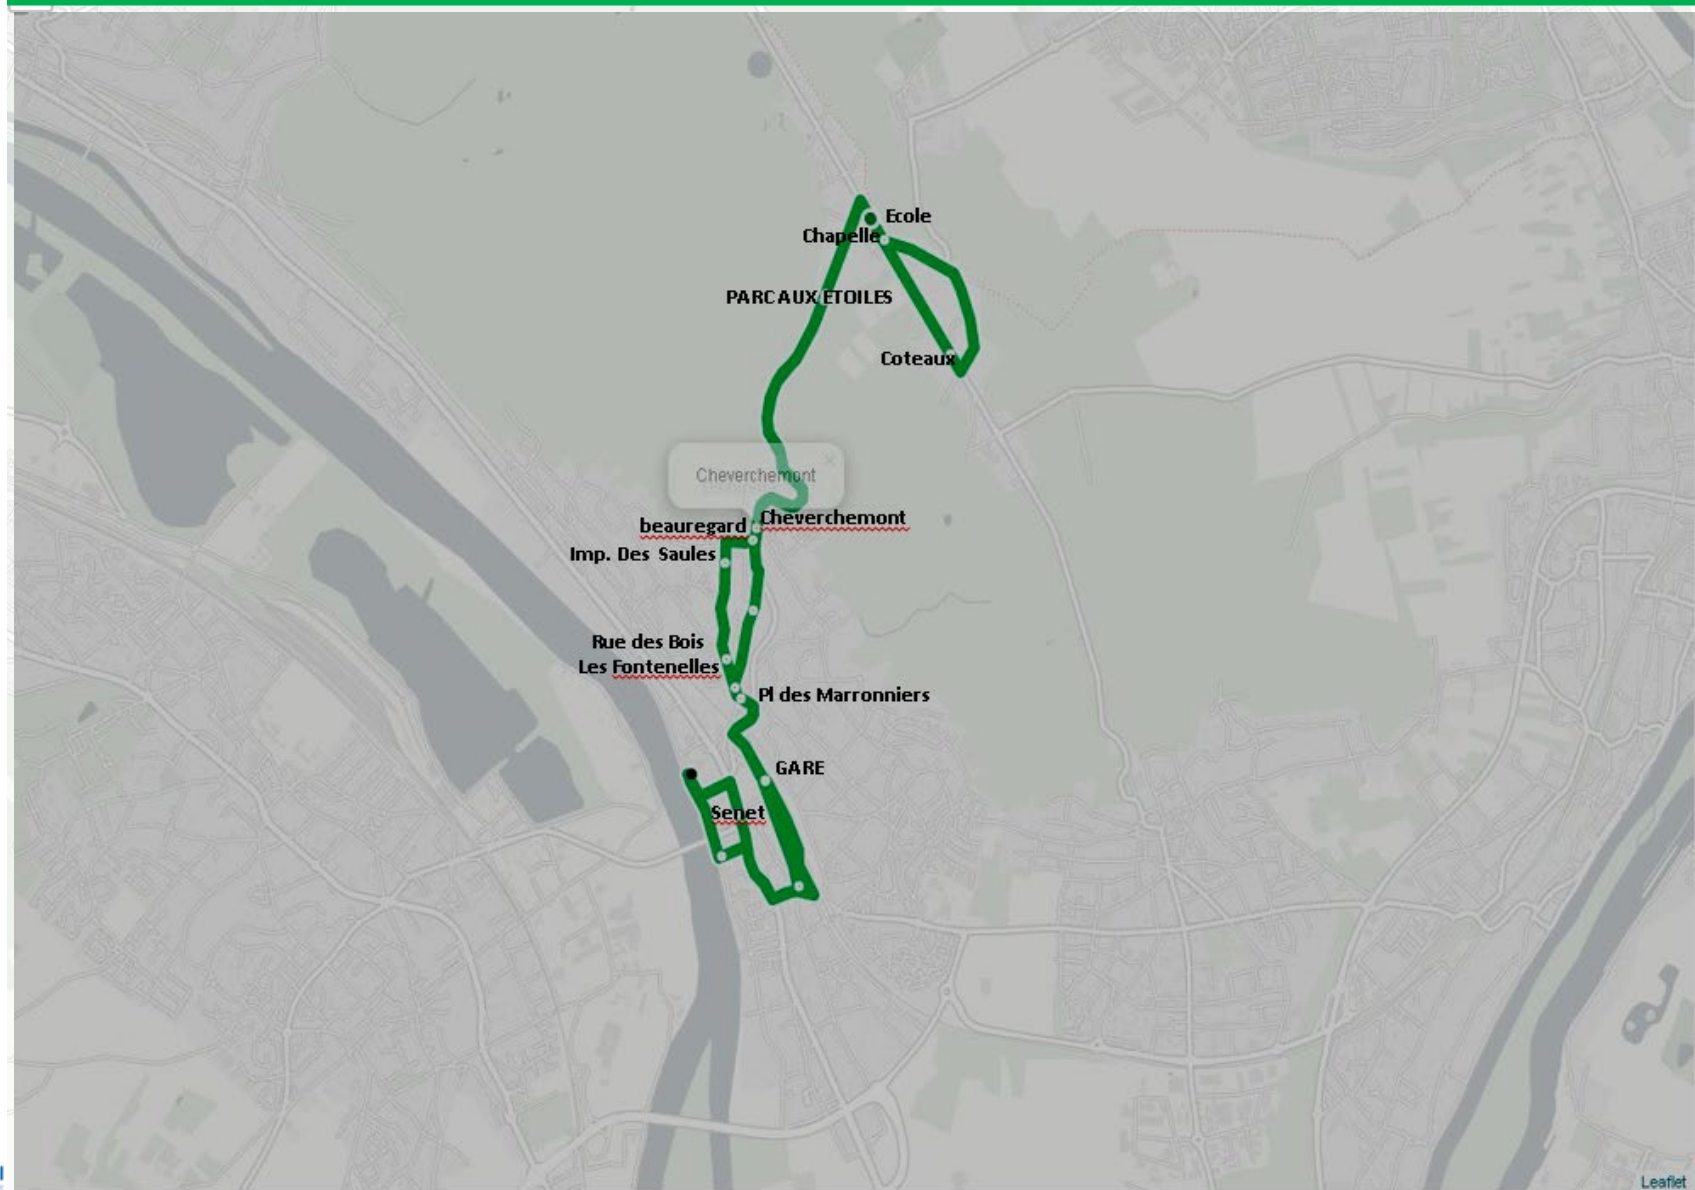 Ecole
Chapelle
PARC AUX ETOILES
Coteaux
Cheverchemont
Cheverchemont
beauregard
Imp. Des Saules
Rue des Bois
Les Fontenelles
Pl des Marronniers
GARE
Senet
Leaflet